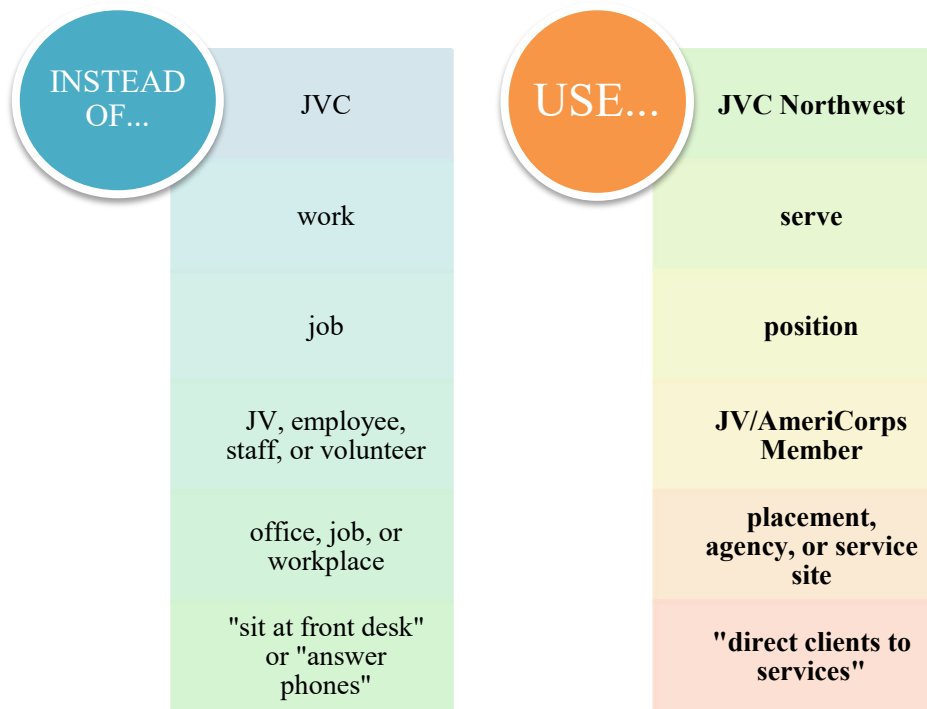 INSTEAD
OF...
JVC
work
job
JV, employee,
staff, or volunteer
office, job, or
workplace
"sit at front desk"
or "answer
phones"
USE...
JVC Northwest
serve
position
JV/AmeriCorps
Member
placement,
agency, or service
site
"direct clients to
services"